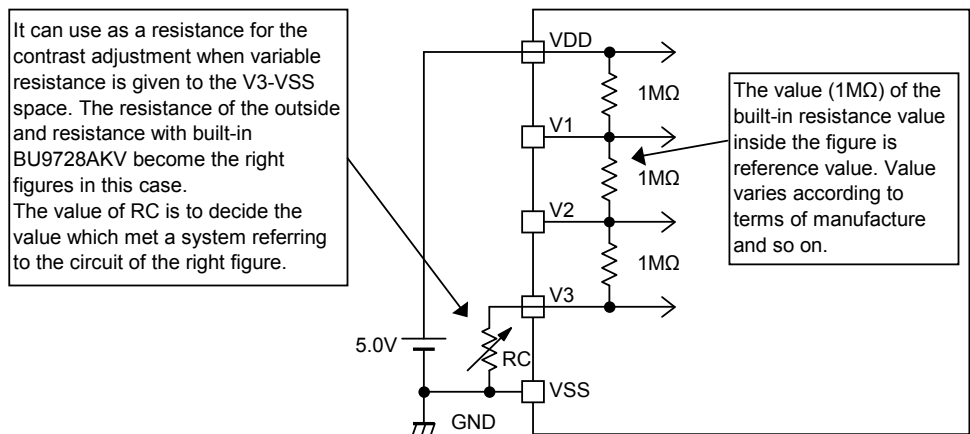 It can use as a resistance for the
contrast adjustment when variable
resistance is given to the V3-VSS
space. The resistance of the outside
and resistance with built-in
BU9728AKV become the right
figures in this case.
The value of RC is to decide the
value which met a system referring
to the circuit of the right figure.
VDD
1MΩ
V1
1MΩ
V2
1MΩ
V3
5.0V
RC
VSS
GND
The value (1MΩ) of the
built-in resistance value
inside the figure is
reference value. Value
varies according to
terms of manufacture
and so on.